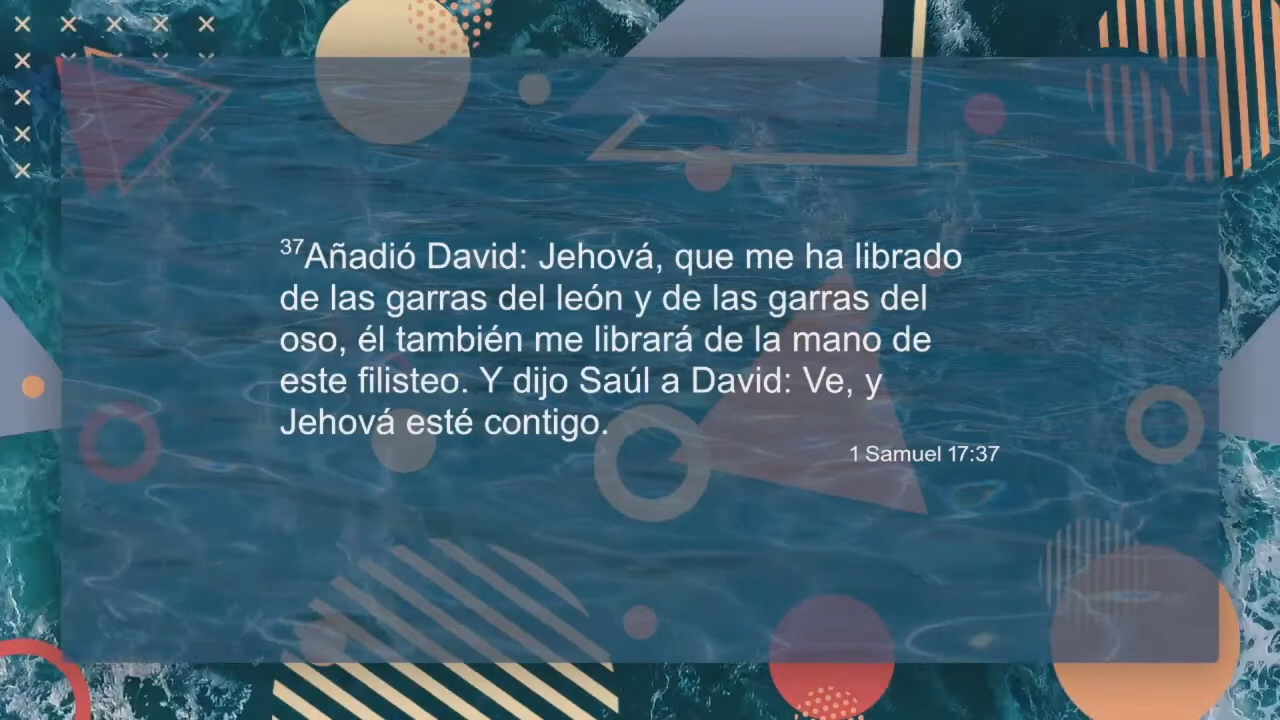 37Añadió David: Jehová, que me ha librado
de las garras del león y de las garras del
oso, él también me librará de la mano de
este filisteo. Y dijo Saúl a David: Ve, y
Jehová esté contigo.
1 Samuel 17:37